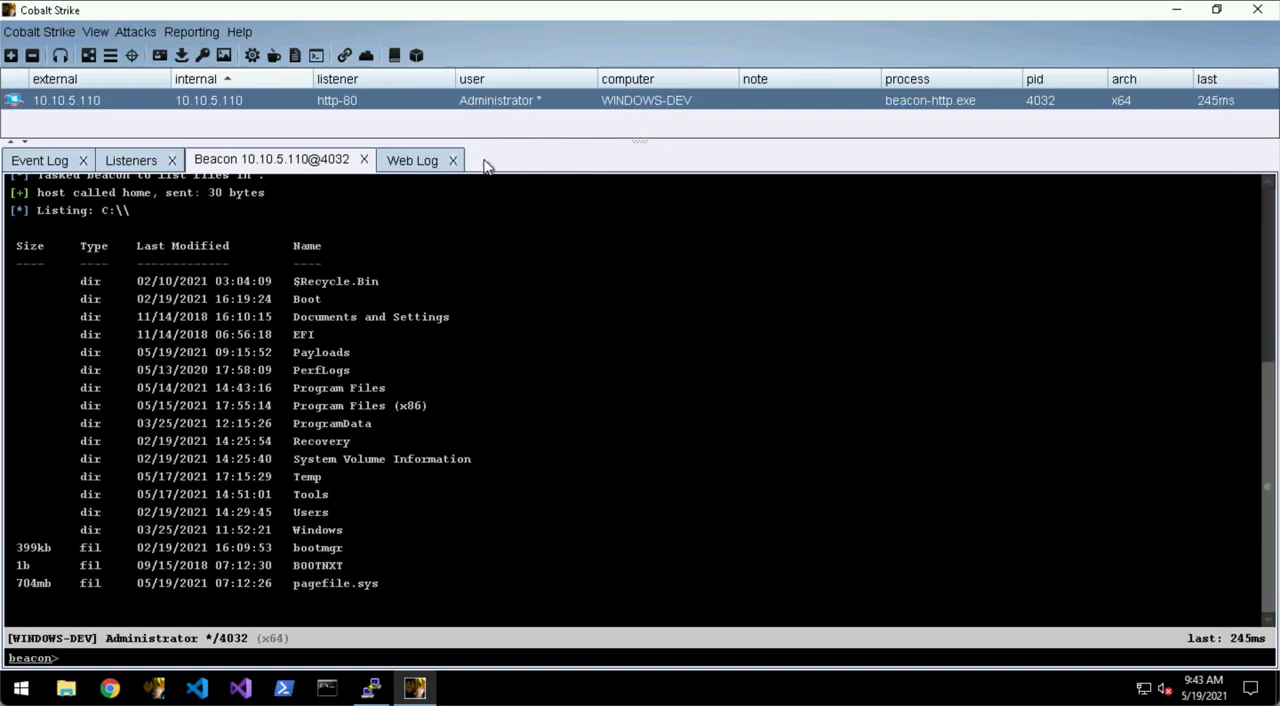 Cobalt Strike
Cobalt Strike View Attacks Reporting Help
external internal listener user computer note process pid arch last
10.10.5.110 10.10.5.110 http-80 Administrator * WINDOWS-DEV beacon-http.exe 4032 x64 245ms
Event Log X Listeners X Beacon 10.10.5.110@4032 X Web Log X
[*] Tasked beacon to list files in .
[+] host called home, sent: 30 bytes
[*] Listing: C:\\
Size Type Last Modified Name
---- ---- ------------- ----
dir 02/10/2021 03:04:09 $Recycle.Bin
dir 02/19/2021 16:19:24 Boot
dir 11/14/2018 16:10:15 Documents and Settings
dir 11/14/2018 06:56:18 EFI
dir 05/19/2021 09:15:52 Payloads
dir 05/13/2020 17:58:09 PerfLogs
dir 05/14/2021 14:43:16 Program Files
dir 05/15/2021 17:55:14 Program Files (x86)
dir 03/25/2021 12:15:26 ProgramData
dir 02/19/2021 14:25:54 Recovery
dir 02/19/2021 14:25:40 System Volume Information
dir 05/17/2021 17:15:29 Temp
dir 05/17/2021 14:51:01 Tools
dir 02/19/2021 14:29:45 Users
dir 03/25/2021 11:52:21 Windows
399kb fil 02/19/2021 16:09:53 bootmgr
1b fil 09/15/2018 07:12:30 BOOTNXT
704mb fil 05/19/2021 07:12:26 pagefile.sys
[WINDOWS-DEV] Administrator */4032 (x64) last: 245ms
beacon>
9:43 AM
5/19/2021